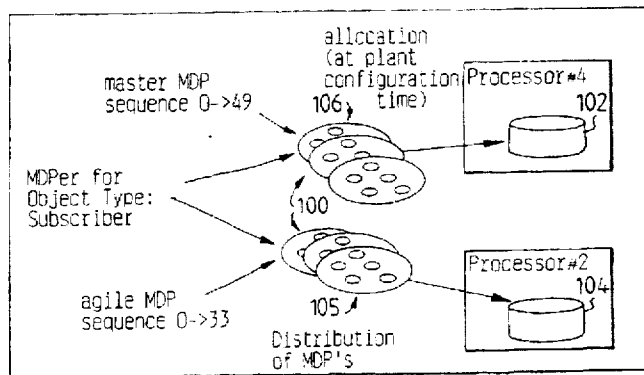 allccation
(at plant
configuration
time)
master MDP
sequence 0->49
106
Processor#4
102
MDPer for
Object Type:
Subscriber
100
Processor#2
104
agile MDP
sequence 0->33
105
Distribution
of MDP's